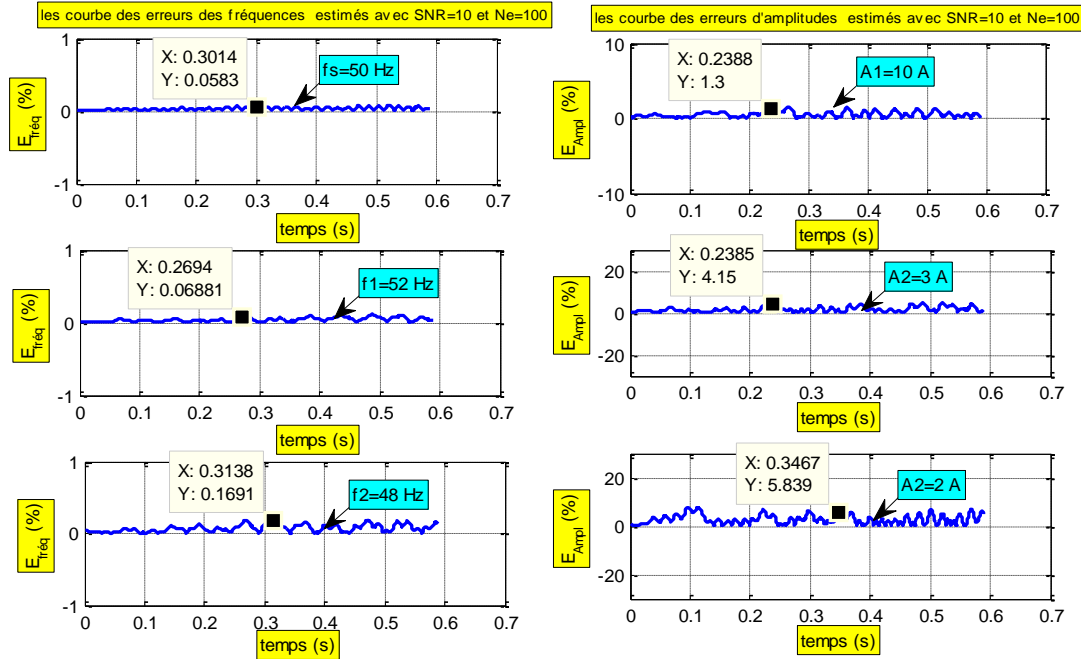 les courbe des erreurs des fréquences estimés avec SNR=10 et Ne=100
1
0
-1
E_fréq (%)
X: 0.3014
Y: 0.0583
fs=50 Hz
0 0.1 0.2 0.3 0.4 0.5 0.6 0.7
temps (s)
1
0
-1
E_fréq (%)
X: 0.2694
Y: 0.06881
f1=52 Hz
0 0.1 0.2 0.3 0.4 0.5 0.6 0.7
temps (s)
1
0
-1
E_fréq (%)
X: 0.3138
Y: 0.1691
f2=48 Hz
0 0.1 0.2 0.3 0.4 0.5 0.6 0.7
temps (s)
les courbe des erreurs d'amplitudes estimés avec SNR=10 et Ne=100
10
0
-10
E_Ampl (%)
X: 0.2388
Y: 1.3
A1=10 A
0 0.1 0.2 0.3 0.4 0.5 0.6 0.7
temps (s)
20
0
-20
E_Ampl (%)
X: 0.2385
Y: 4.15
A2=3 A
0 0.1 0.2 0.3 0.4 0.5 0.6 0.7
temps (s)
20
0
-20
E_Ampl (%)
X: 0.3467
Y: 5.839
A2=2 A
0 0.1 0.2 0.3 0.4 0.5 0.6 0.7
temps (s)